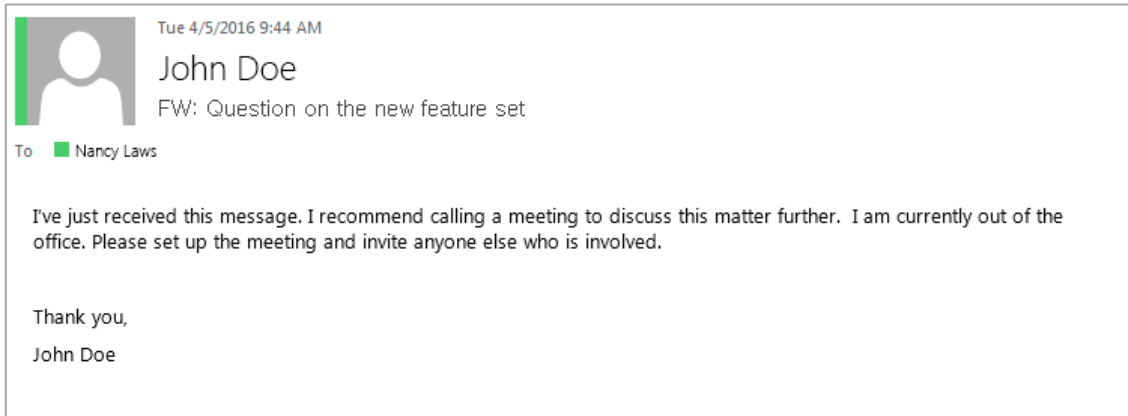 Tue 4/5/2016 9:44 AM
John Doe
FW: Question on the new feature set
To Nancy Laws
I've just received this message. I recommend calling a meeting to discuss this matter further.  I am currently out of the
office. Please set up the meeting and invite anyone else who is involved.
Thank you,
John Doe